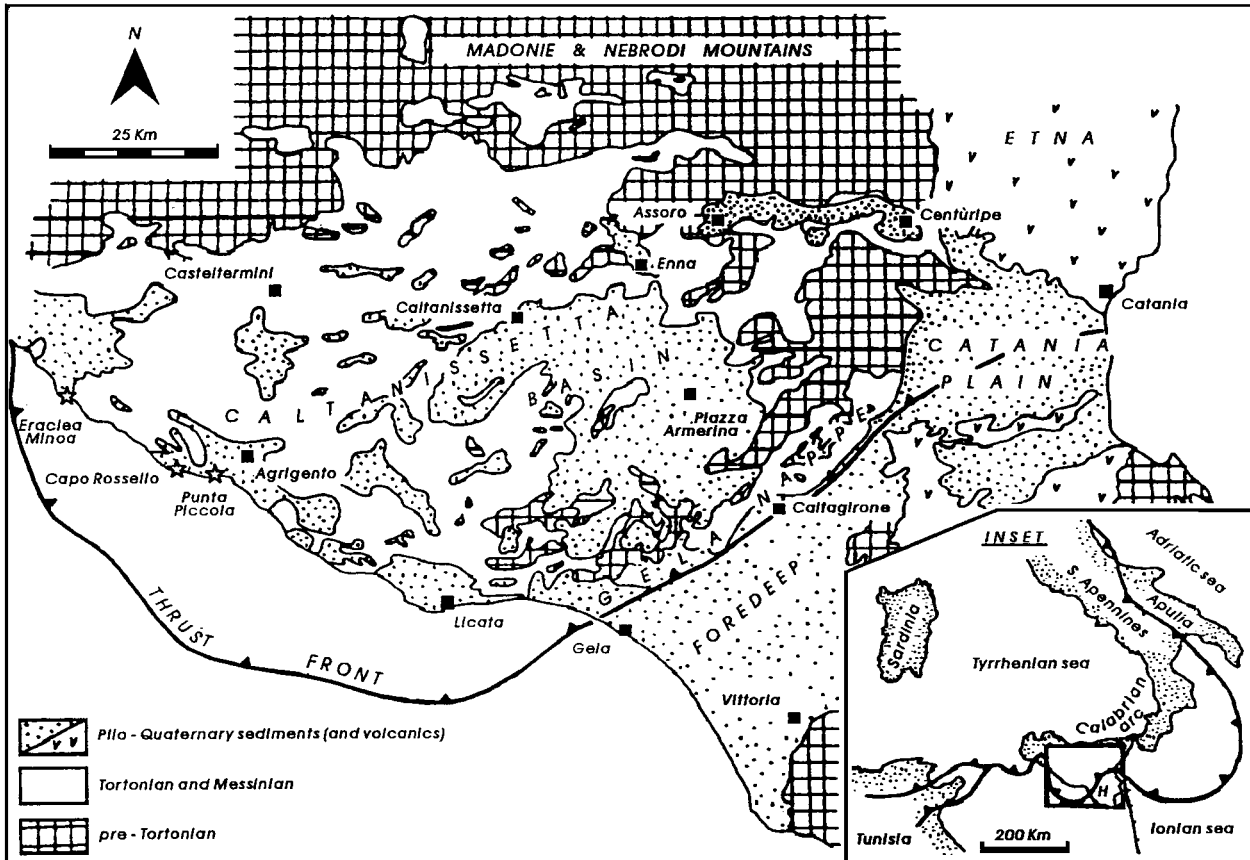 N
MADONIE & NEBRODI MOUNTAINS
25 Km
ETNA
Assoro
Centùripe
Enna
Casteltermini
Caltanissetta
Catania
CALTANISSETTA
BASIN
CATANIA
PLAIN
Piazza
Armerina
Eraclea
Minoa
Capo Rossello
Punta
Piccola
Agrigento
GELA NAPPE
Caltagirone
Licata
Gela
FOREDEEP
THRUST
FRONT
Vittoria
Plio - Quaternary sediments (and volcanics)
Tortonian and Messinian
pre - Tortonian
INSET
Adriatic sea
S. Apennines
Apulia
Sardinia
Tyrrhenian sea
Calabrian
arc
H
Tunisia
200 Km
Ionian sea